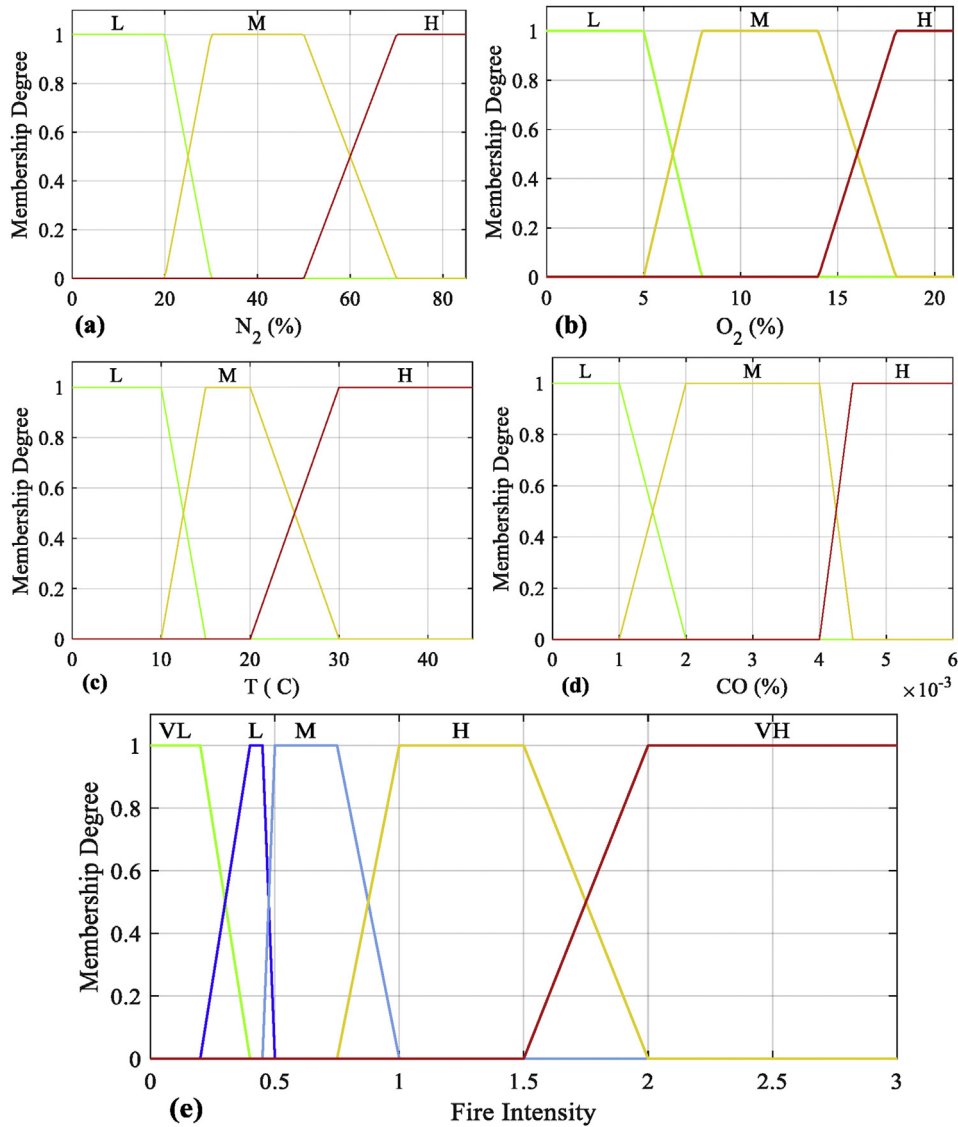 L M H
1
0.8
0.6
0.4
0.2
0
Membership Degree
0 20 40 60 80
(a) N₂ (%)
L M H
1
0.8
0.6
0.4
0.2
0
Membership Degree
0 5 10 15 20
(b) O₂ (%)
L M H
1
0.8
0.6
0.4
0.2
0
Membership Degree
0 10 20 30 40
(c) T ( C)
L M H
1
0.8
0.6
0.4
0.2
0
Membership Degree
0 1 2 3 4 5 6
(d) CO (%) ×10⁻³
VL L M H VH
1
0.8
0.6
0.4
0.2
0
Membership Degree
0 0.5 1 1.5 2 2.5 3
(e) Fire Intensity